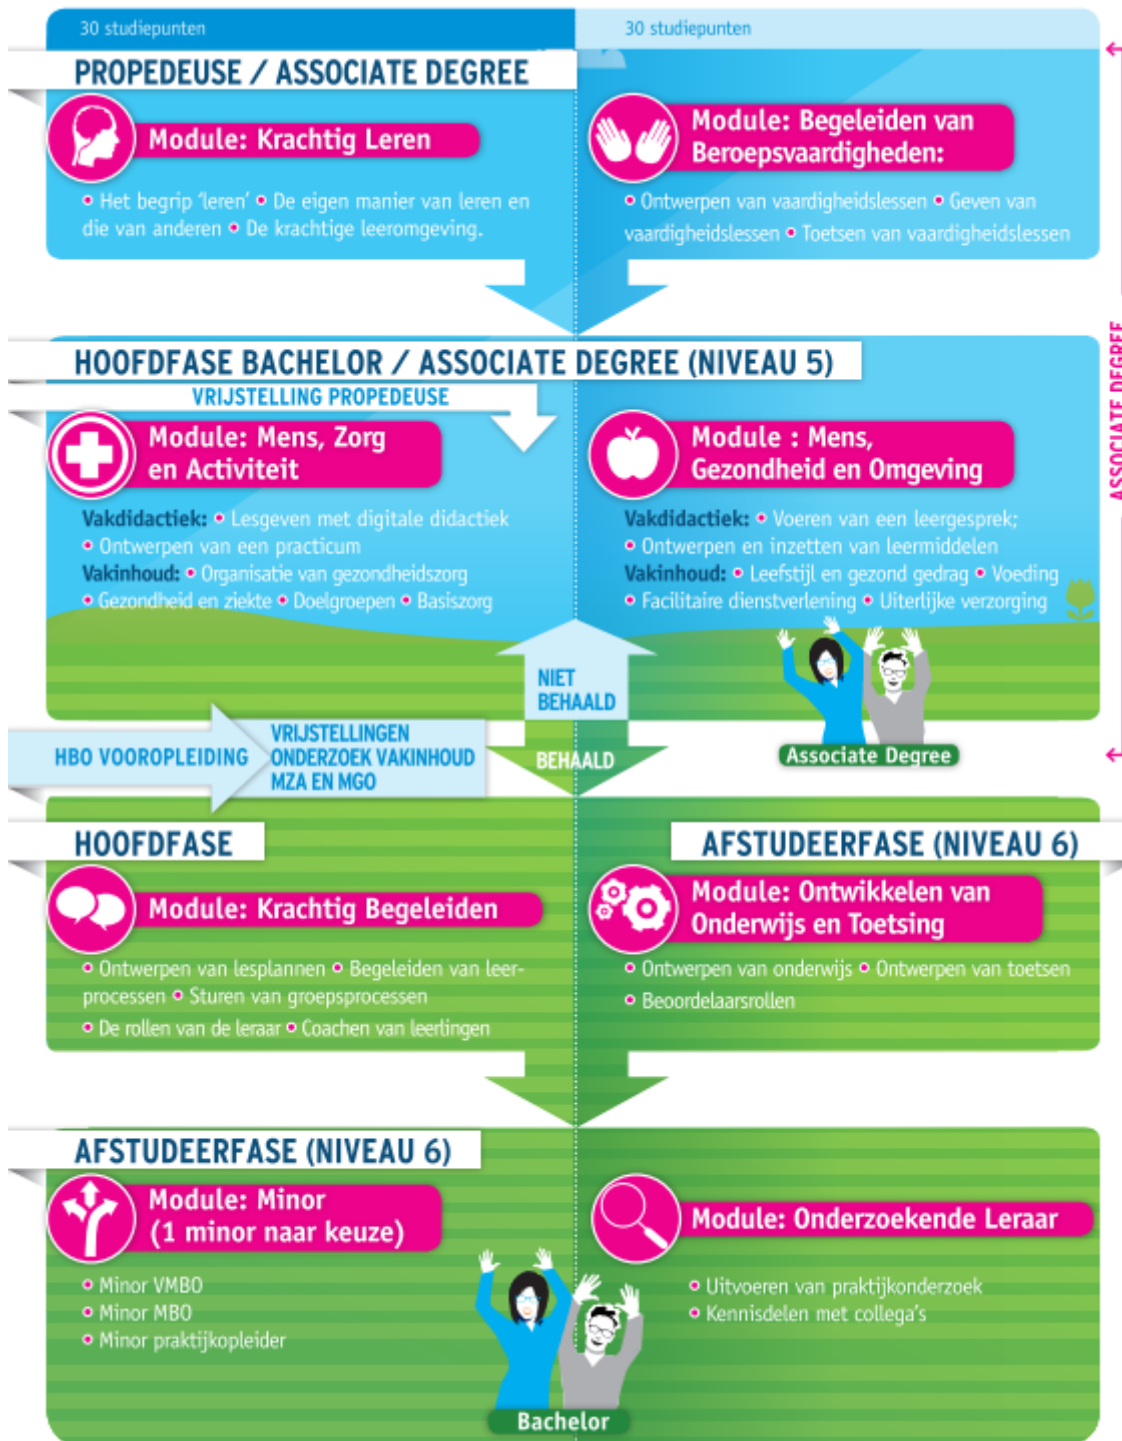 30 studiepunten
30 studiepunten
PROPEDEUSE / ASSOCIATE DEGREE
Module: Krachtig Leren
• Het begrip ‘leren’ • De eigen manier van leren en
die van anderen • De krachtige leeromgeving.
Module: Begeleiden van
Beroepsvaardigheden:
• Ontwerpen van vaardigheidslessen • Geven van
vaardigheidslessen • Toetsen van vaardigheidslessen
ASSOCIATE DEGREE
HOOFDFASE BACHELOR / ASSOCIATE DEGREE (NIVEAU 5)
VRIJSTELLING PROPEDEUSE
Module: Mens, Zorg
en Activiteit
Vakdidactiek: • Lesgeven met digitale didactiek
• Ontwerpen van een practicum
Vakinhoud: • Organisatie van gezondheidszorg
• Gezondheid en ziekte • Doelgroepen • Basiszorg
Module : Mens,
Gezondheid en Omgeving
Vakdidactiek: • Voeren van een leergesprek;
• Ontwerpen en inzetten van leermiddelen
Vakinhoud: • Leefstijl en gezond gedrag • Voeding
• Facilitaire dienstverlening • Uiterlijke verzorging
NIET
BEHAALD
BEHAALD
Associate Degree
HBO VOOROPLEIDING
VRIJSTELLINGEN
ONDERZOEK VAKINHOUD
MZA EN MGO
HOOFDFASE
Module: Krachtig Begeleiden
• Ontwerpen van lesplannen • Begeleiden van leer-
processen • Sturen van groepsprocessen
• De rollen van de leraar • Coachen van leerlingen
AFSTUDEERFASE (NIVEAU 6)
Module: Ontwikkelen van
Onderwijs en Toetsing
• Ontwerpen van onderwijs • Ontwerpen van toetsen
• Beoordelaarsrollen
AFSTUDEERFASE (NIVEAU 6)
Module: Minor
(1 minor naar keuze)
• Minor VMBO
• Minor MBO
• Minor praktijkopleider
Module: Onderzoekende Leraar
• Uitvoeren van praktijkonderzoek
• Kennisdelen met collega's
Bachelor